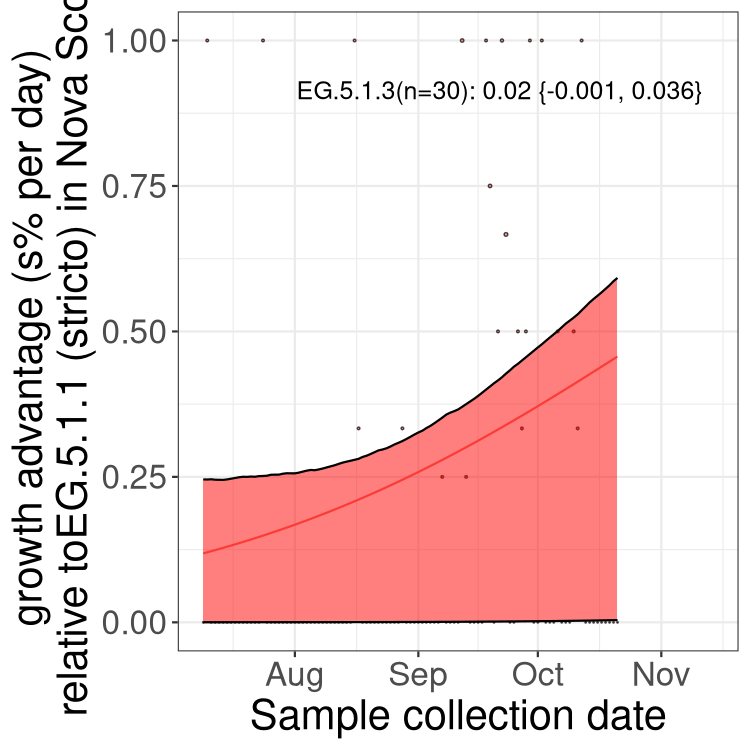 growth advantage (s% per day)
relative toEG.5.1.1 (stricto) in Nova Sco
1.00
0.75
0.50
0.25
0.00
EG.5.1.3(n=30): 0.02 {-0.001, 0.036}
Aug Sep Oct Nov
Sample collection date